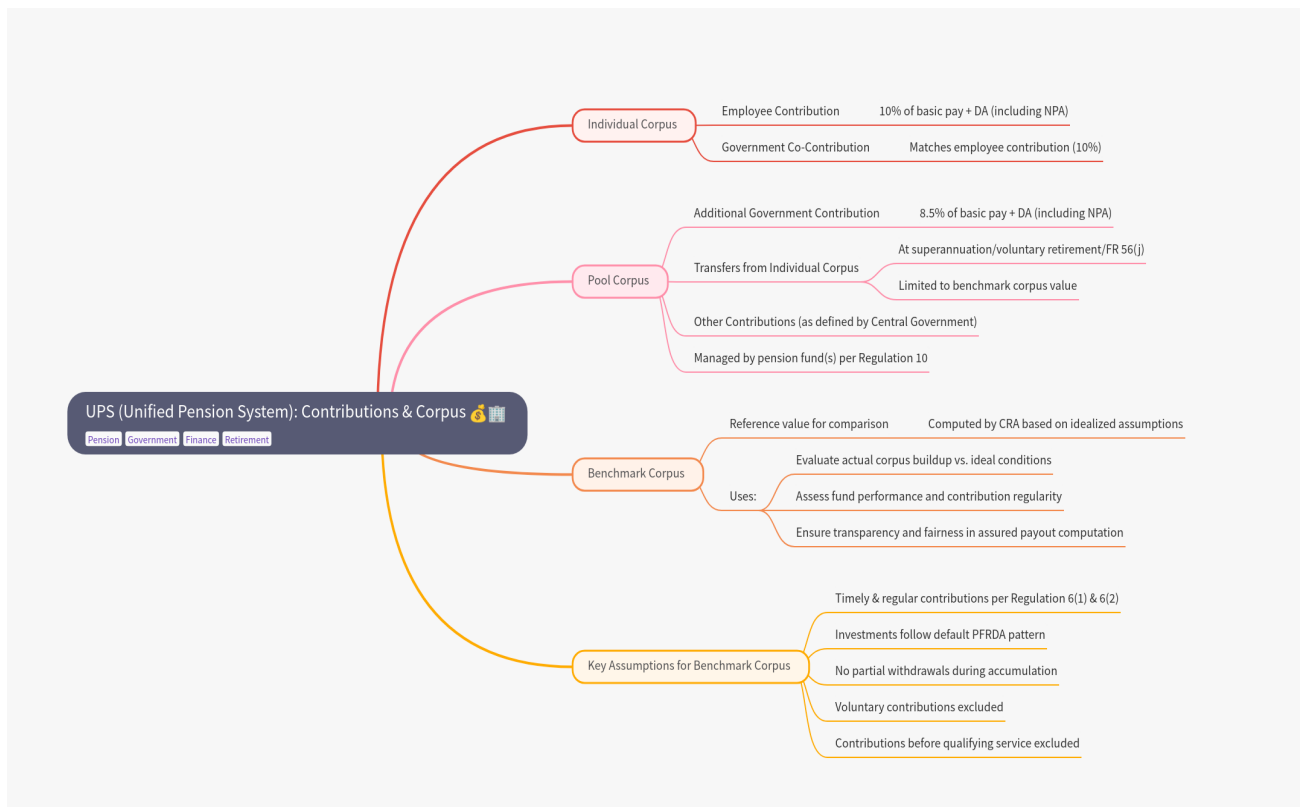 UPS (Unified Pension System): Contributions & Corpus 💰🏢
Pension Government Finance Retirement
Individual Corpus
Employee Contribution 10% of basic pay + DA (including NPA)
Government Co-Contribution Matches employee contribution (10%)
Pool Corpus
Additional Government Contribution 8.5% of basic pay + DA (including NPA)
Transfers from Individual Corpus
At superannuation/voluntary retirement/FR 56(j)
Limited to benchmark corpus value
Other Contributions (as defined by Central Government)
Managed by pension fund(s) per Regulation 10
Benchmark Corpus
Reference value for comparison Computed by CRA based on idealized assumptions
Uses:
Evaluate actual corpus buildup vs. ideal conditions
Assess fund performance and contribution regularity
Ensure transparency and fairness in assured payout computation
Key Assumptions for Benchmark Corpus
Timely & regular contributions per Regulation 6(1) & 6(2)
Investments follow default PFRDA pattern
No partial withdrawals during accumulation
Voluntary contributions excluded
Contributions before qualifying service excluded